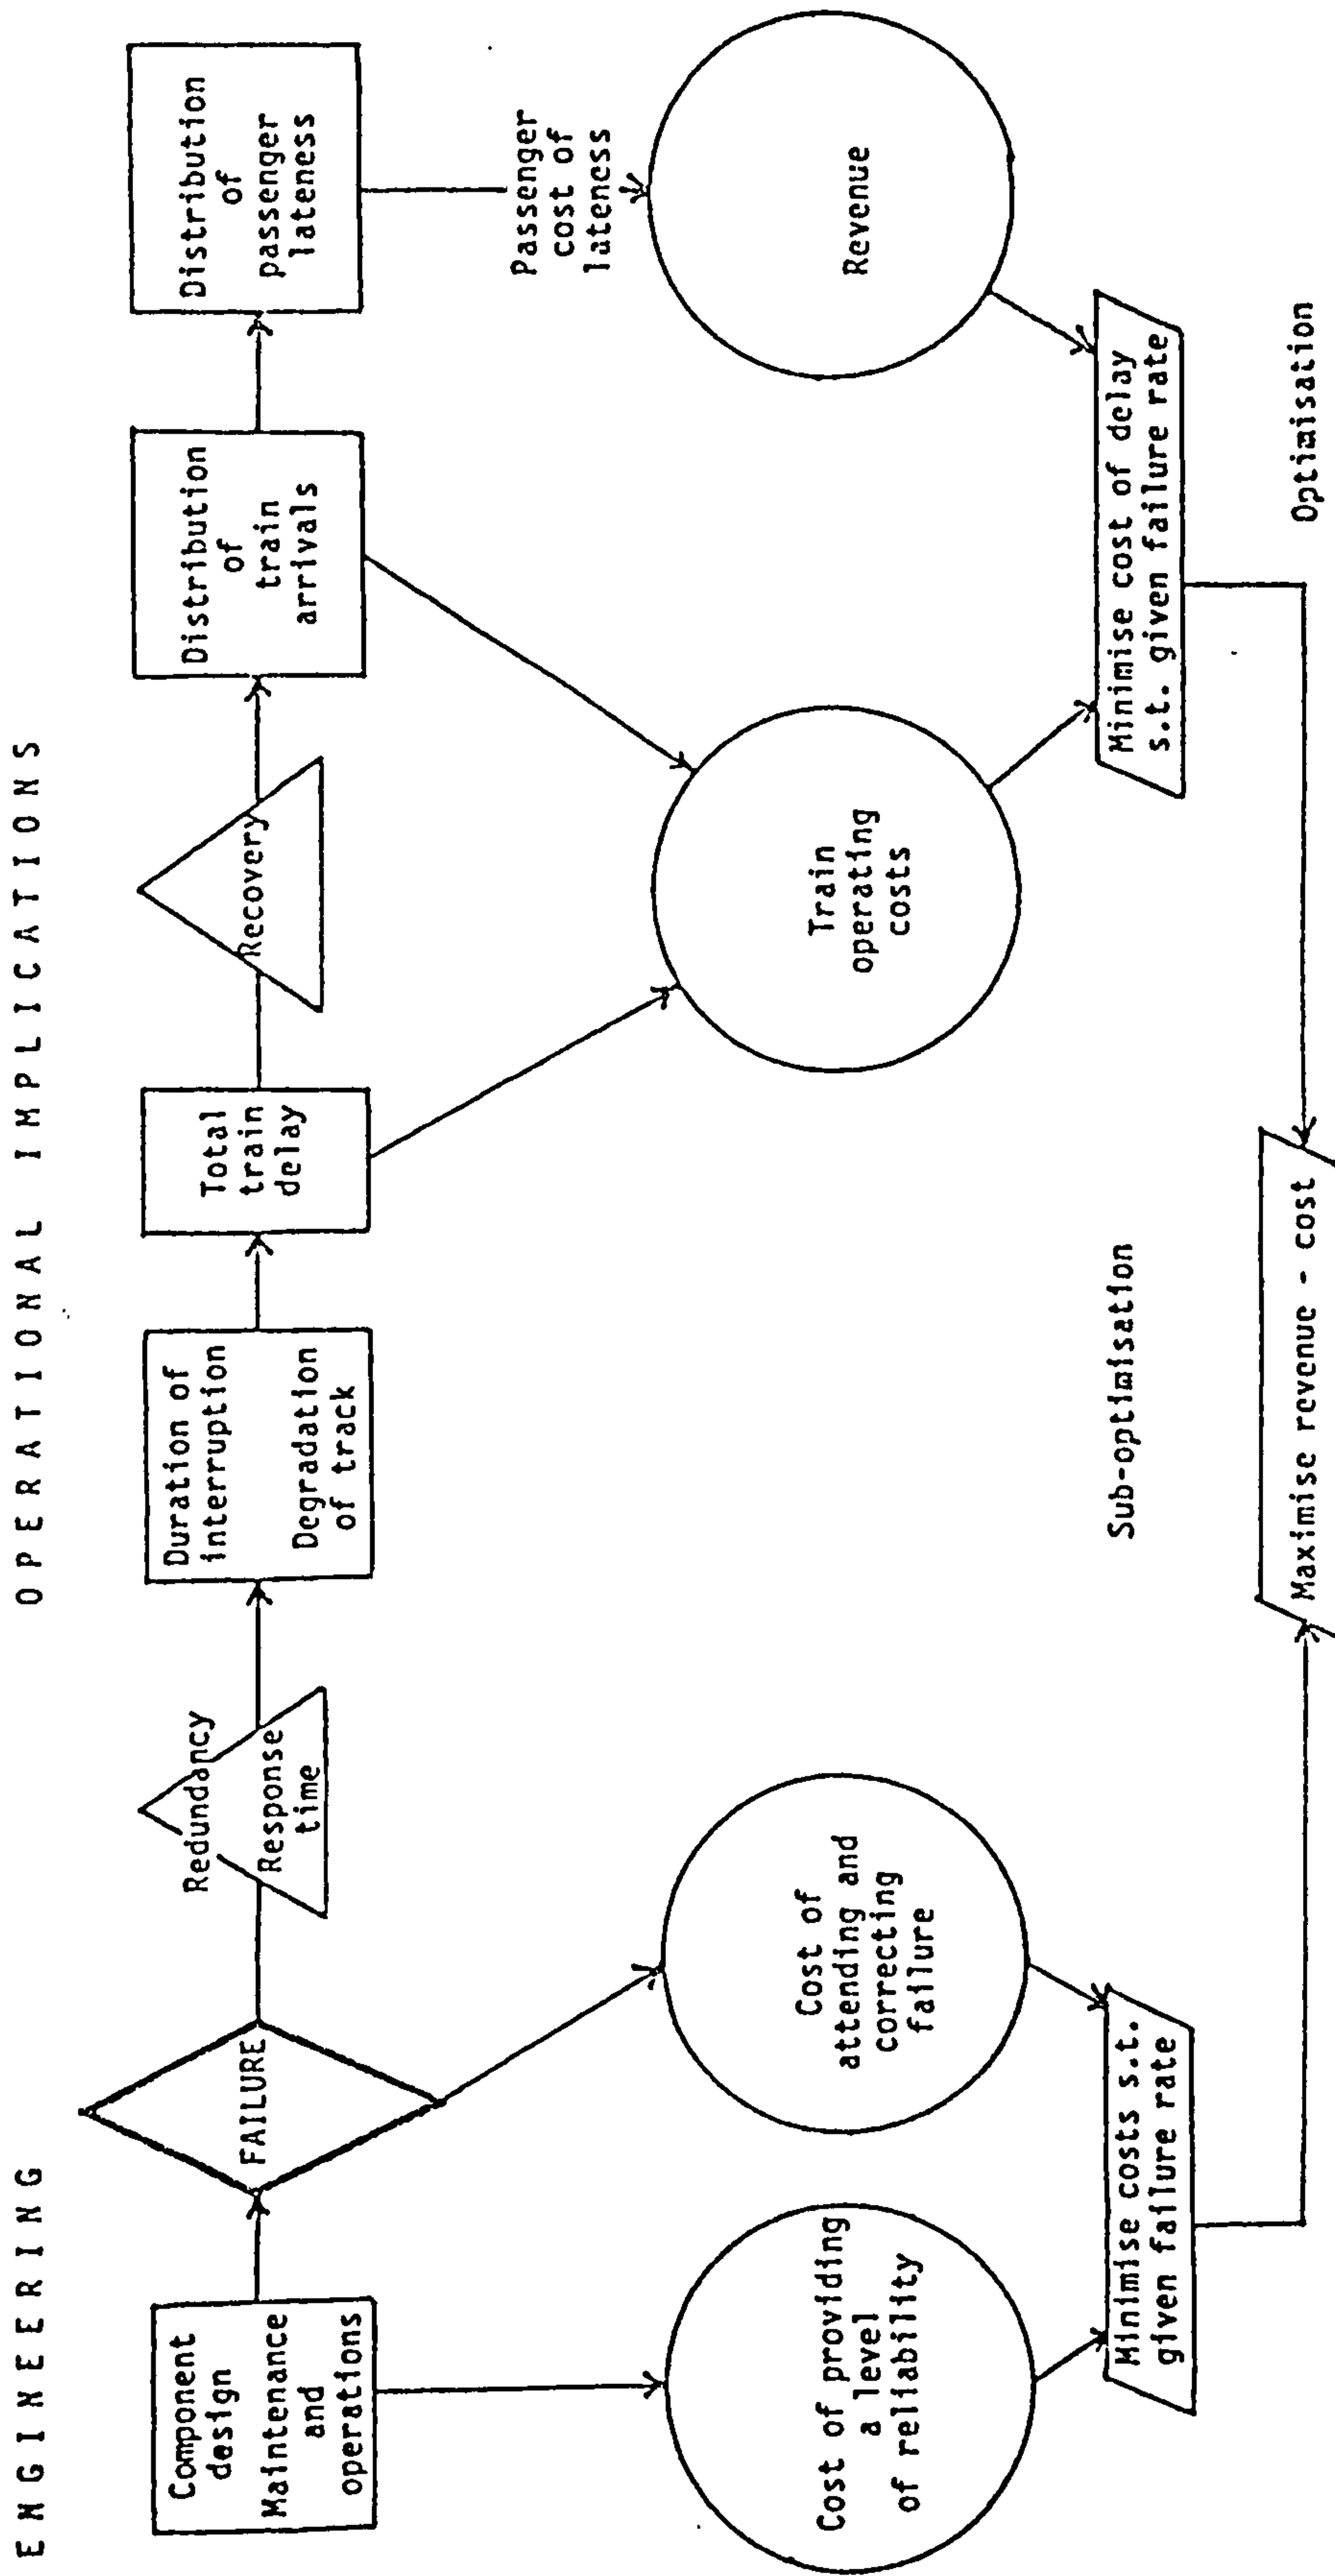 ENGINEERING
OPERATIONAL IMPLICATIONS
Component
design
Maintenance
and
operations
FAILURE
Redundancy
Response
time
Duration of
interruption
Degradation
of track
Total
train
delay
Recovery
Distribution
of
train
arrivals
Distribution
of
passenger
lateness
Passenger
cost of
lateness
Cost of providing
a level
of reliability
Cost of
attending and
correcting
failure
Train
operating
costs
Revenue
Minimise costs s.t.
given failure rate
Sub-optimisation
Minimise cost of delay
s.t. given failure rate
Maximise revenue - cost
Optimisation